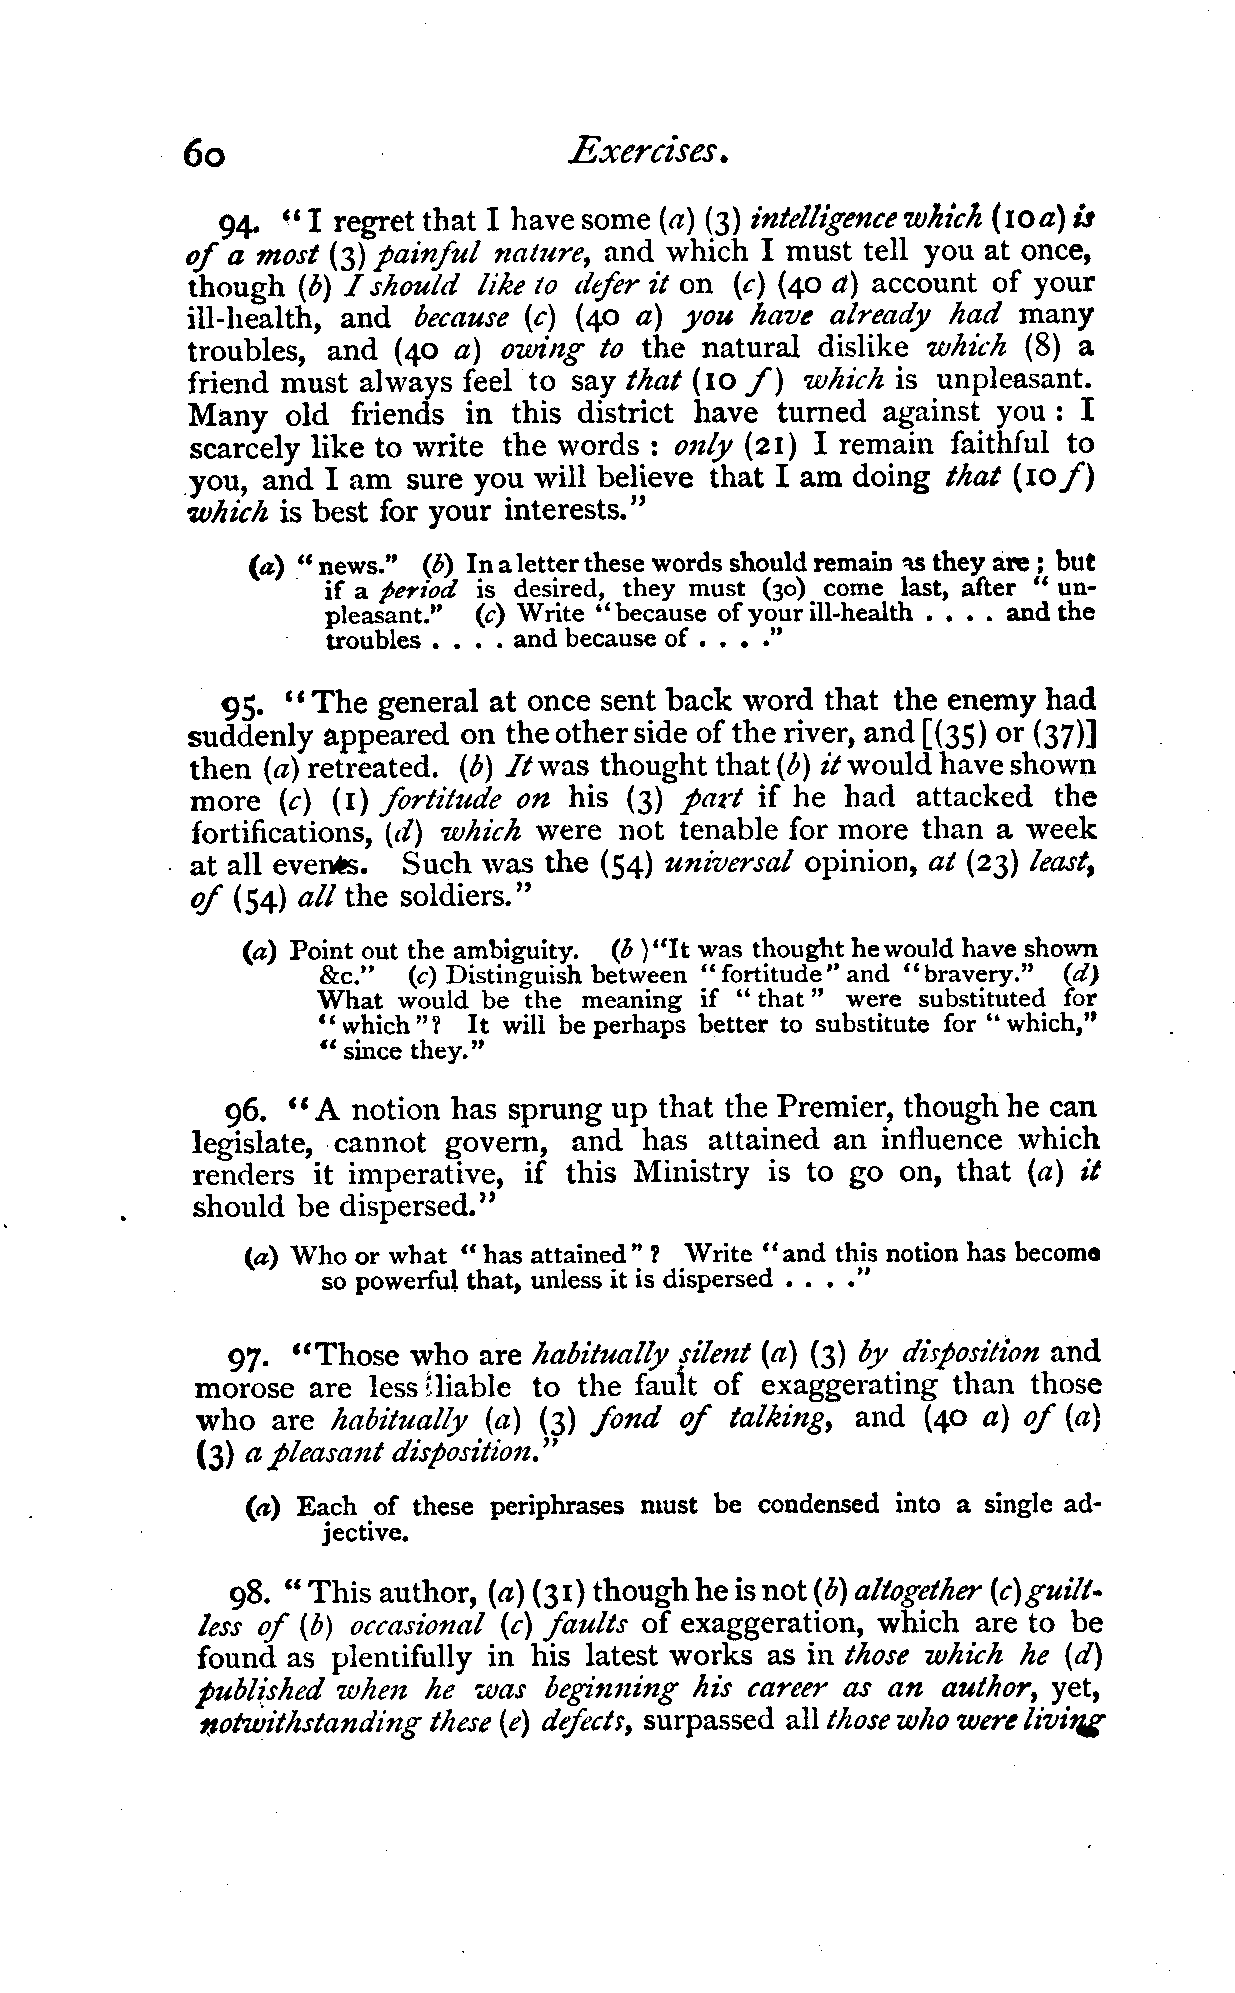 60 Exercises.
94. "I regret that I have some (a) (3) intelligence which (10 a) is
of a most (3) painful nature, and which I must tell you at once,
though (b) I should like to defer it on (c) (40 a) account of your
ill-health, and because (c) (40 a) you have already had many
troubles, and (40 a) owing to the natural dislike which (8) a
friend must always feel to say that (10 f) which is unpleasant.
Many old friends in this district have turned against you : I
scarcely like to write the words : only (21) I remain faithful to
you, and I am sure you will believe that I am doing that (10 f)
which is best for your interests."
(a) "news." (b) In a letter these words should remain as they are ; but
if a period is desired, they must (30) come last, after "un-
pleasant." (c) Write "because of your ill-health . . . . and the
troubles . . . . and because of . . . ."
95. "The general at once sent back word that the enemy had
suddenly appeared on the other side of the river, and [(35) or (37)]
then (a) retreated. (b) It was thought that (b) it would have shown
more (c) (1) fortitude on his (3) part if he had attacked the
fortifications, (d) which were not tenable for more than a week
at all events. Such was the (54) universal opinion, at (23) least,
of (54) all the soldiers."
(a) Point out the ambiguity. (b) "It was thought he would have shown
&c." (c) Distinguish between "fortitude" and "bravery." (d)
What would be the meaning if "that" were substituted for
"which"? It will be perhaps better to substitute for "which,"
"since they."
96. "A notion has sprung up that the Premier, though he can
legislate, cannot govern, and has attained an influence which
renders it imperative, if this Ministry is to go on, that (a) it
should be dispersed."
(a) Who or what "has attained"? Write "and this notion has become
so powerful that, unless it is dispersed . . . ."
97. "Those who are habitually silent (a) (3) by disposition and
morose are less liable to the fault of exaggerating than those
who are habitually (a) (3) fond of talking, and (40 a) of (a)
(3) a pleasant disposition."
(a) Each of these periphrases must be condensed into a single ad-
jective.
98. "This author, (a) (31) though he is not (b) altogether (c) guilt-
less of (b) occasional (c) faults of exaggeration, which are to be
found as plentifully in his latest works as in those which he (d)
published when he was beginning his career as an author, yet,
notwithstanding these (e) defects, surpassed all those who were living